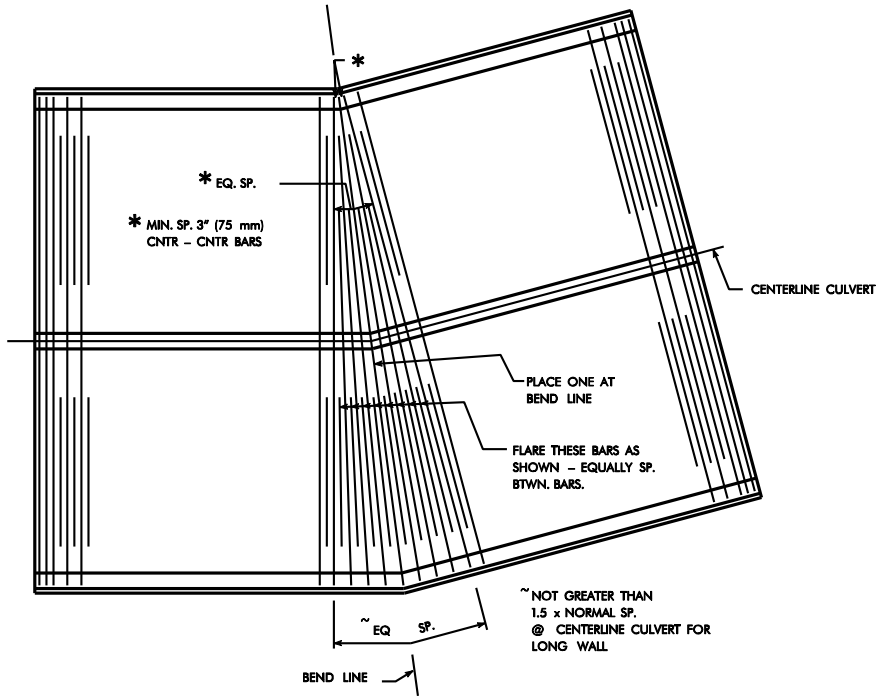 *
* EQ. SP.
* MIN. SP. 3" (75 mm)
CNTR – CNTR BARS
CENTERLINE CULVERT
PLACE ONE AT
BEND LINE
FLARE THESE BARS AS
SHOWN – EQUALLY SP.
BTWN. BARS.
~ NOT GREATER THAN
1.5 x NORMAL SP.
@ CENTERLINE CULVERT FOR
LONG WALL
~ EQ SP.
BEND LINE